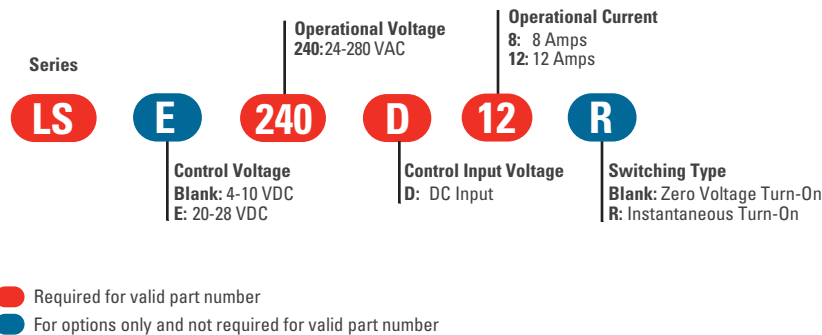 Operational Voltage
240: 24-280 VAC
Operational Current
8: 8 Amps
12: 12 Amps
Series
LS E 240 D 12 R
Control Voltage
Blank: 4-10 VDC
E: 20-28 VDC
Control Input Voltage
D: DC Input
Switching Type
Blank: Zero Voltage Turn-On
R: Instantaneous Turn-On
Required for valid part number
For options only and not required for valid part number